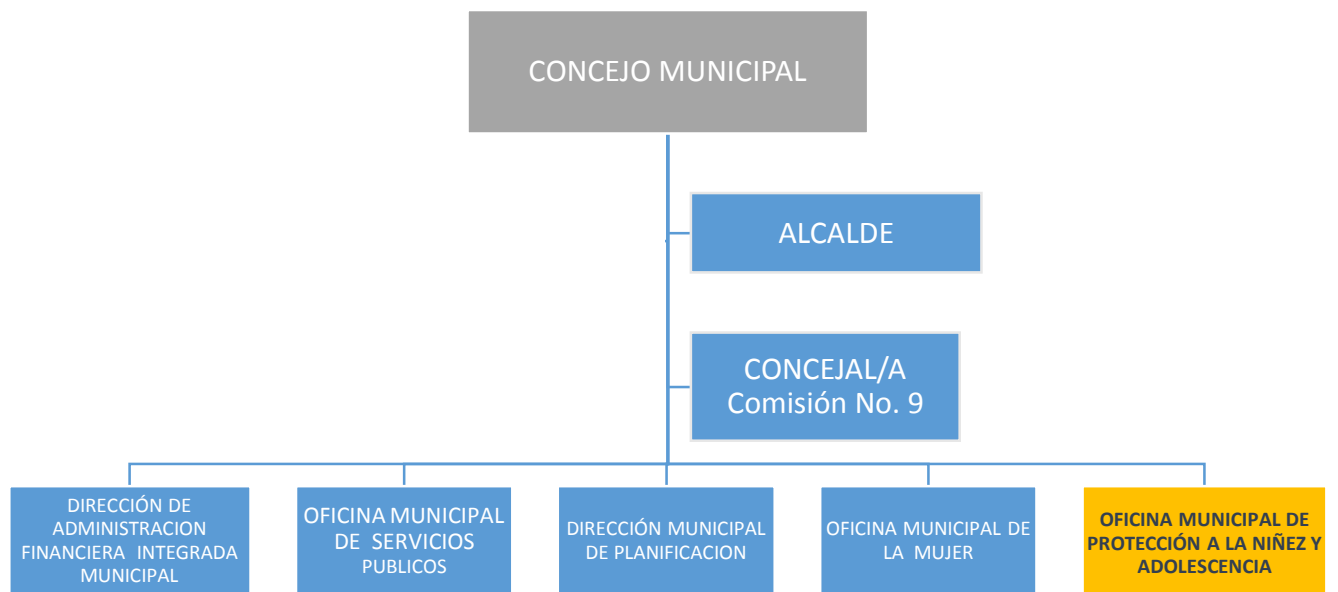 CONCEJO MUNICIPAL
ALCALDE
CONCEJAL/A
Comisión No. 9
DIRECCIÓN DE
ADMINISTRACION
FINANCIERA INTEGRADA
MUNICIPAL
OFICINA MUNICIPAL
DE SERVICIOS
PUBLICOS
DIRECCIÓN MUNICIPAL
DE PLANIFICACION
OFICINA MUNICIPAL DE
LA MUJER
OFICINA MUNICIPAL DE
PROTECCIÓN A LA NIÑEZ Y
ADOLESCENCIA